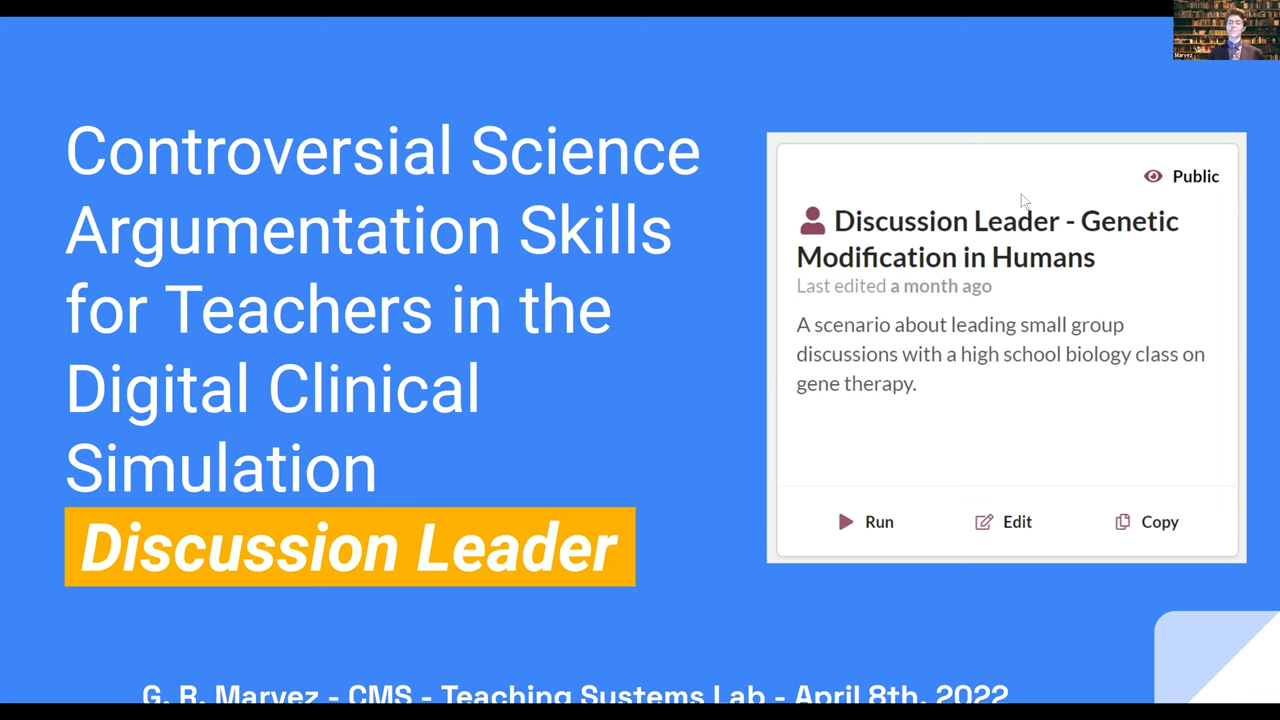 Marvez
Controversial Science
Argumentation Skills
for Teachers in the
Digital Clinical
Simulation
Discussion Leader
Public
Discussion Leader - Genetic
Modification in Humans
Last edited a month ago
A scenario about leading small group
discussions with a high school biology class on
gene therapy.
Run
Edit
Copy
G. R. Marvez - CMS - Teaching Systems Lab - April 8th, 2022